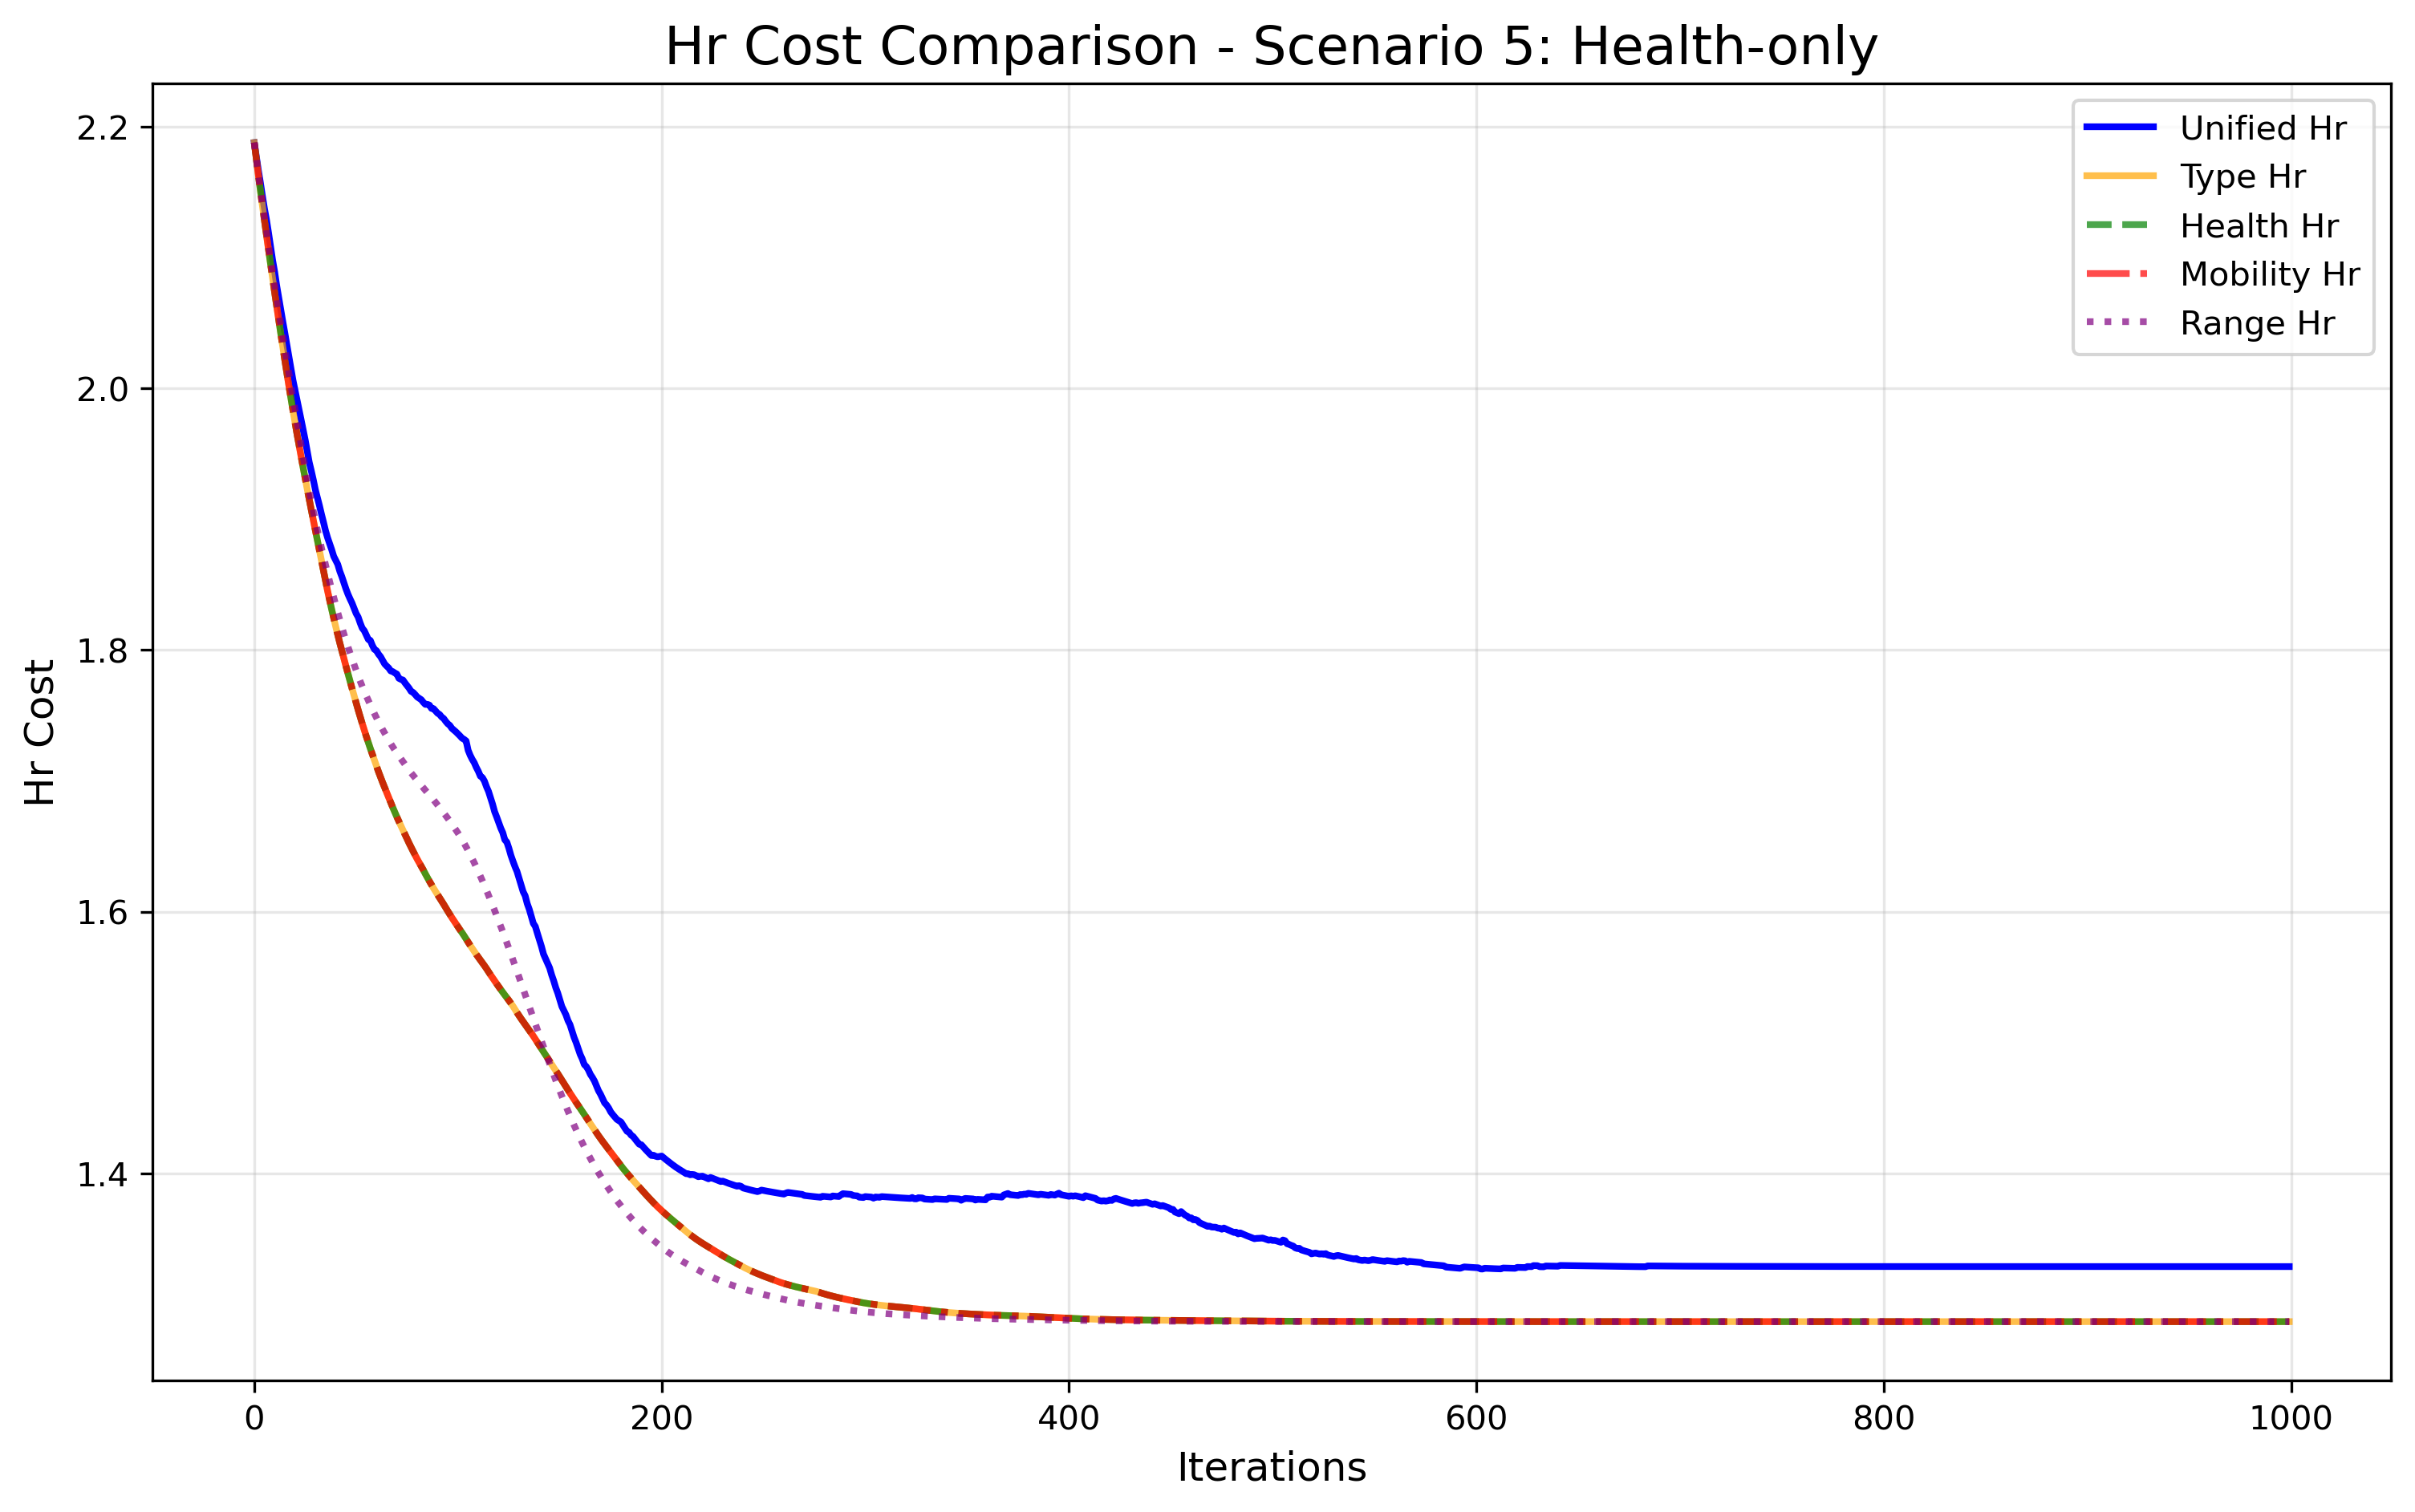 Hr Cost Comparison - Scenario 5: Health-only
2.2
2.0
1.8
1.6
1.4
Hr Cost
0
200
400
600
800
1000
Iterations
Unified Hr
Type Hr
Health Hr
Mobility Hr
Range Hr